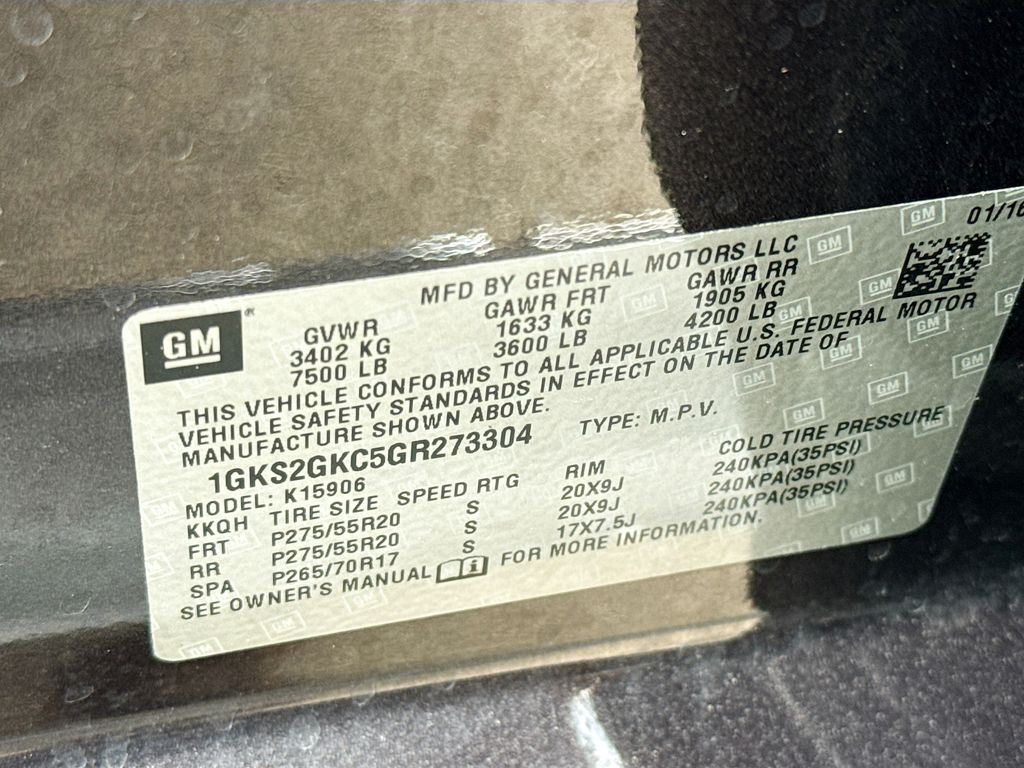 01/16
MFD BY GENERAL MOTORS LLC
GM®
GVWR GAWR FRT GAWR RR
3402 KG 1633 KG 1905 KG
7500 LB 3600 LB 4200 LB
THIS VEHICLE CONFORMS TO ALL APPLICABLE U.S. FEDERAL MOTOR
VEHICLE SAFETY STANDARDS IN EFFECT ON THE DATE OF
MANUFACTURE SHOWN ABOVE.
1GKS2GKC5GR273304 TYPE: M.P.V.
MODEL: K15906
KKQH TIRE SIZE SPEED RTG RIM COLD TIRE PRESSURE
FRT P275/55R20 S 20X9J 240KPA(35PSI)
RR P275/55R20 S 20X9J 240KPA(35PSI)
SPA P265/70R17 S 17X7.5J 240KPA(35PSI)
SEE OWNER'S MANUAL i FOR MORE INFORMATION.